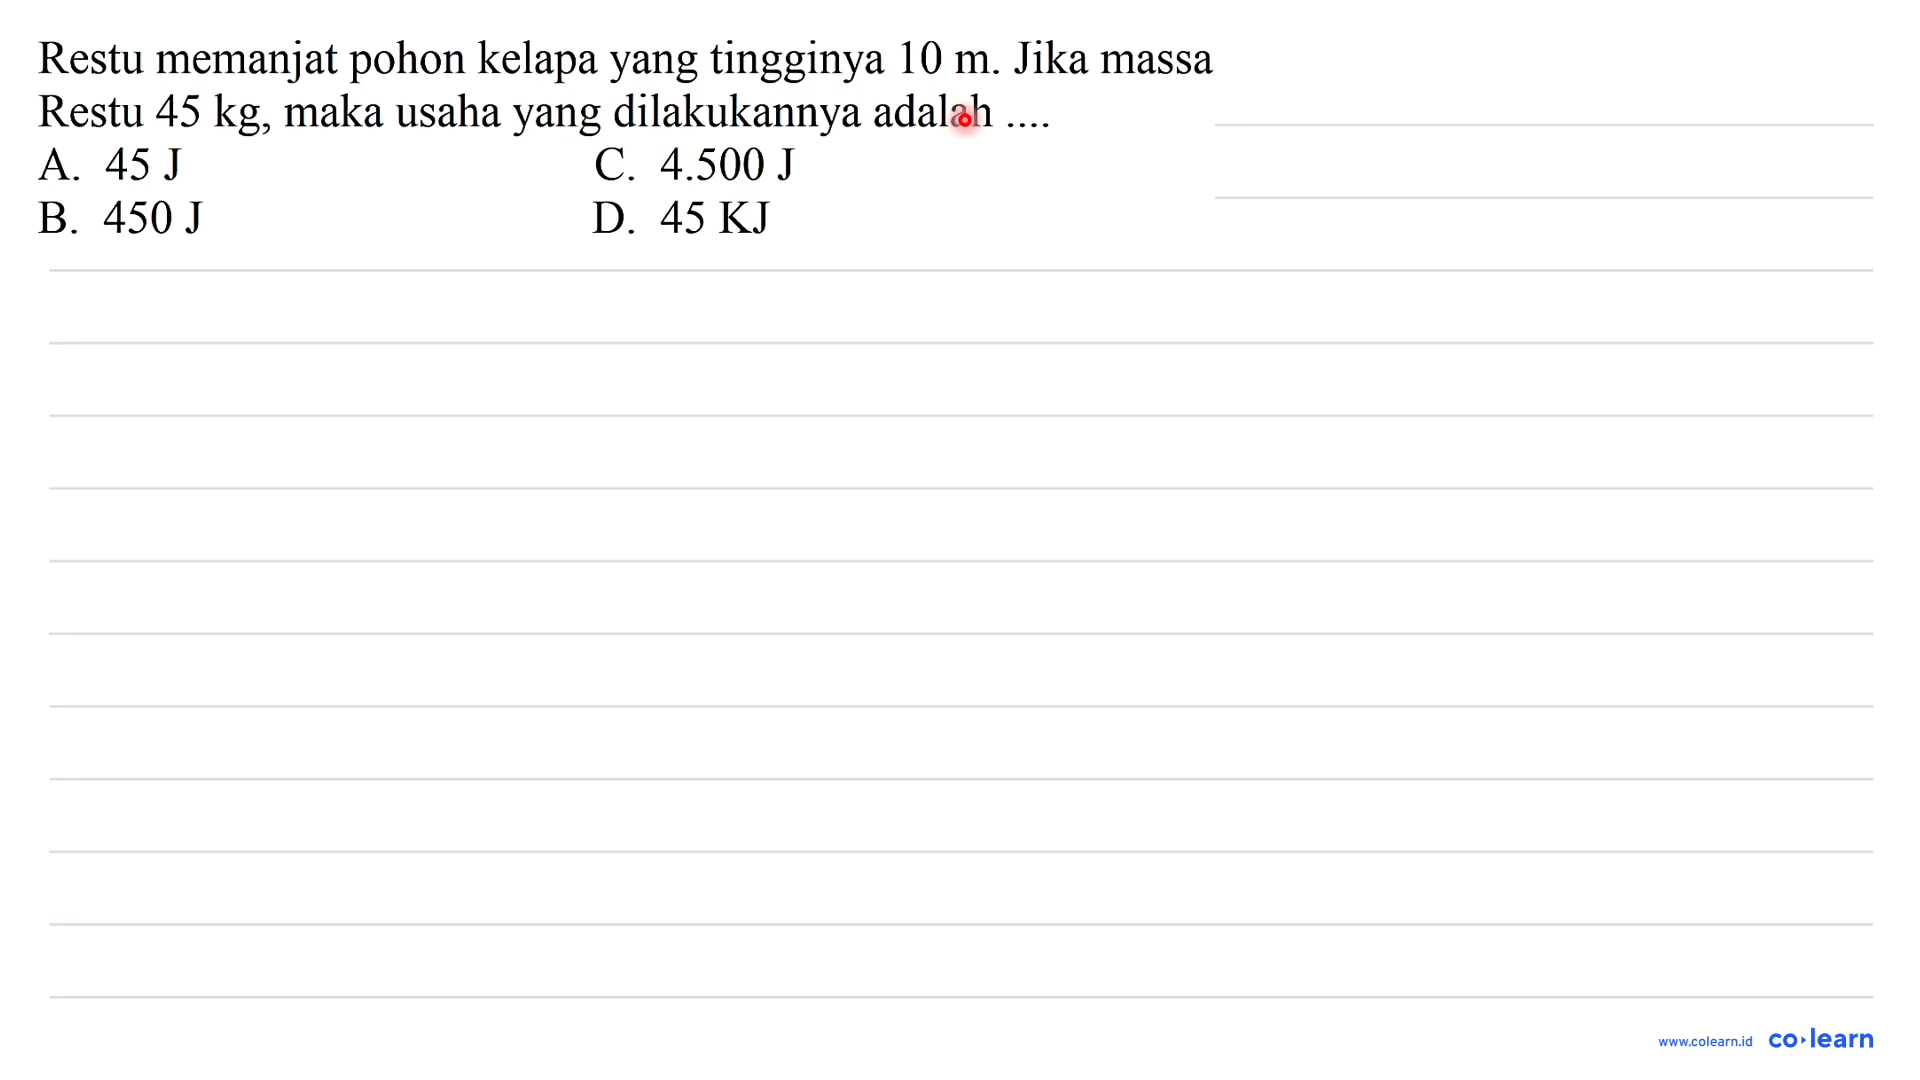 Restu memanjat pohon kelapa yang tingginya 10 m. Jika massa
Restu 45 kg, maka usaha yang dilakukannya adalah ....
A. 45 J C. 4.500 J
B. 450 J D. 45 KJ
www.colearn.id co learn